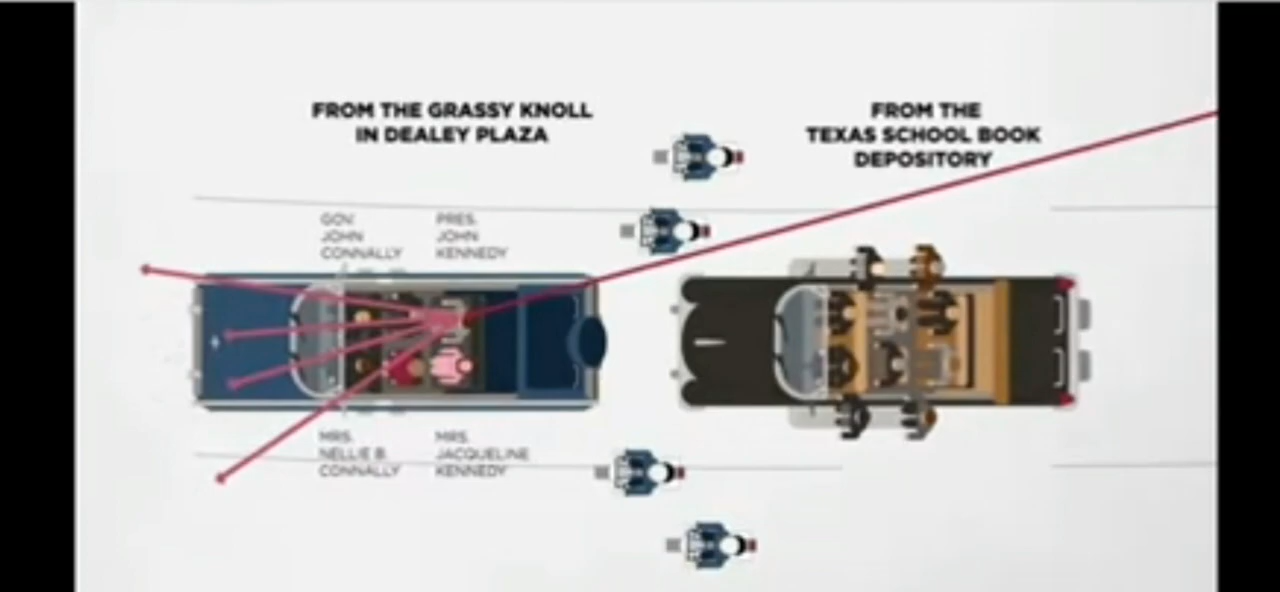 FROM THE GRASSY KNOLL
IN DEALEY PLAZA
FROM THE
TEXAS SCHOOL BOOK
DEPOSITORY
GOV.
JOHN
CONNALLY
PRES.
JOHN
KENNEDY
MRS.
NELLIE B.
CONNALLY
MRS.
JACQUELINE
KENNEDY